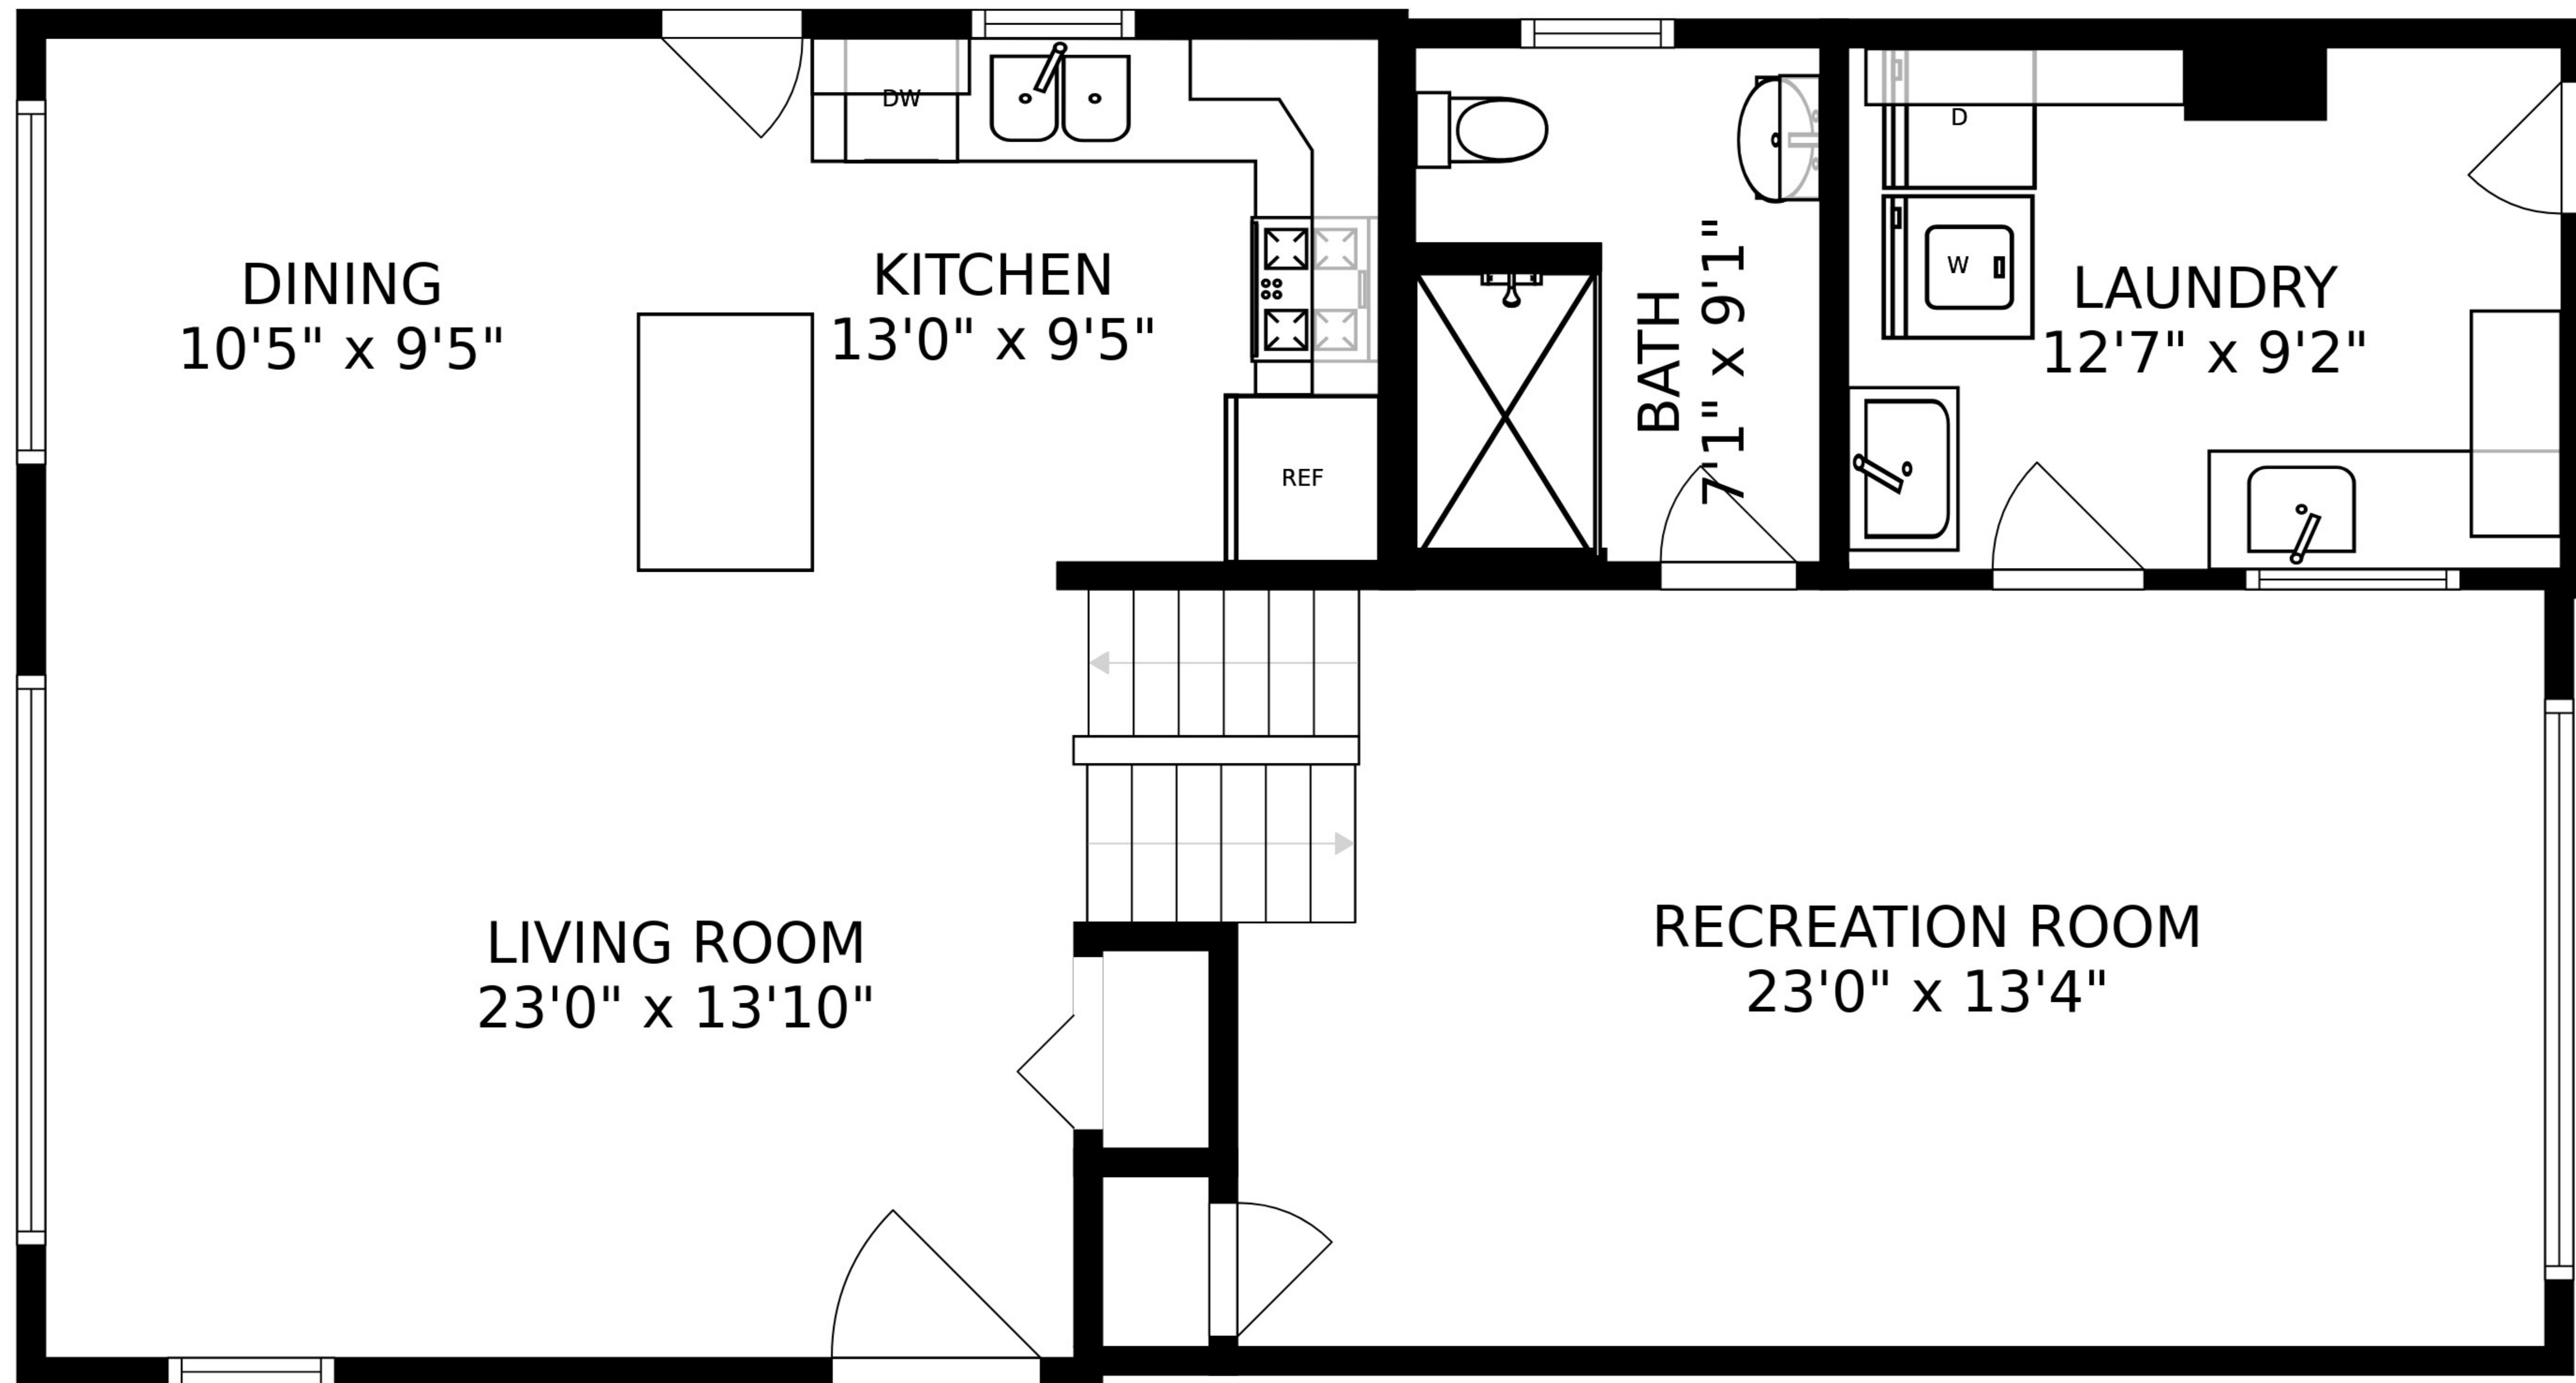 DW
D
W
DINING
10'5" x 9'5"
KITCHEN
13'0" x 9'5"
BATH
7'1" x 9'1"
LAUNDRY
12'7" x 9'2"
REF
LIVING ROOM
23'0" x 13'10"
RECREATION ROOM
23'0" x 13'4"